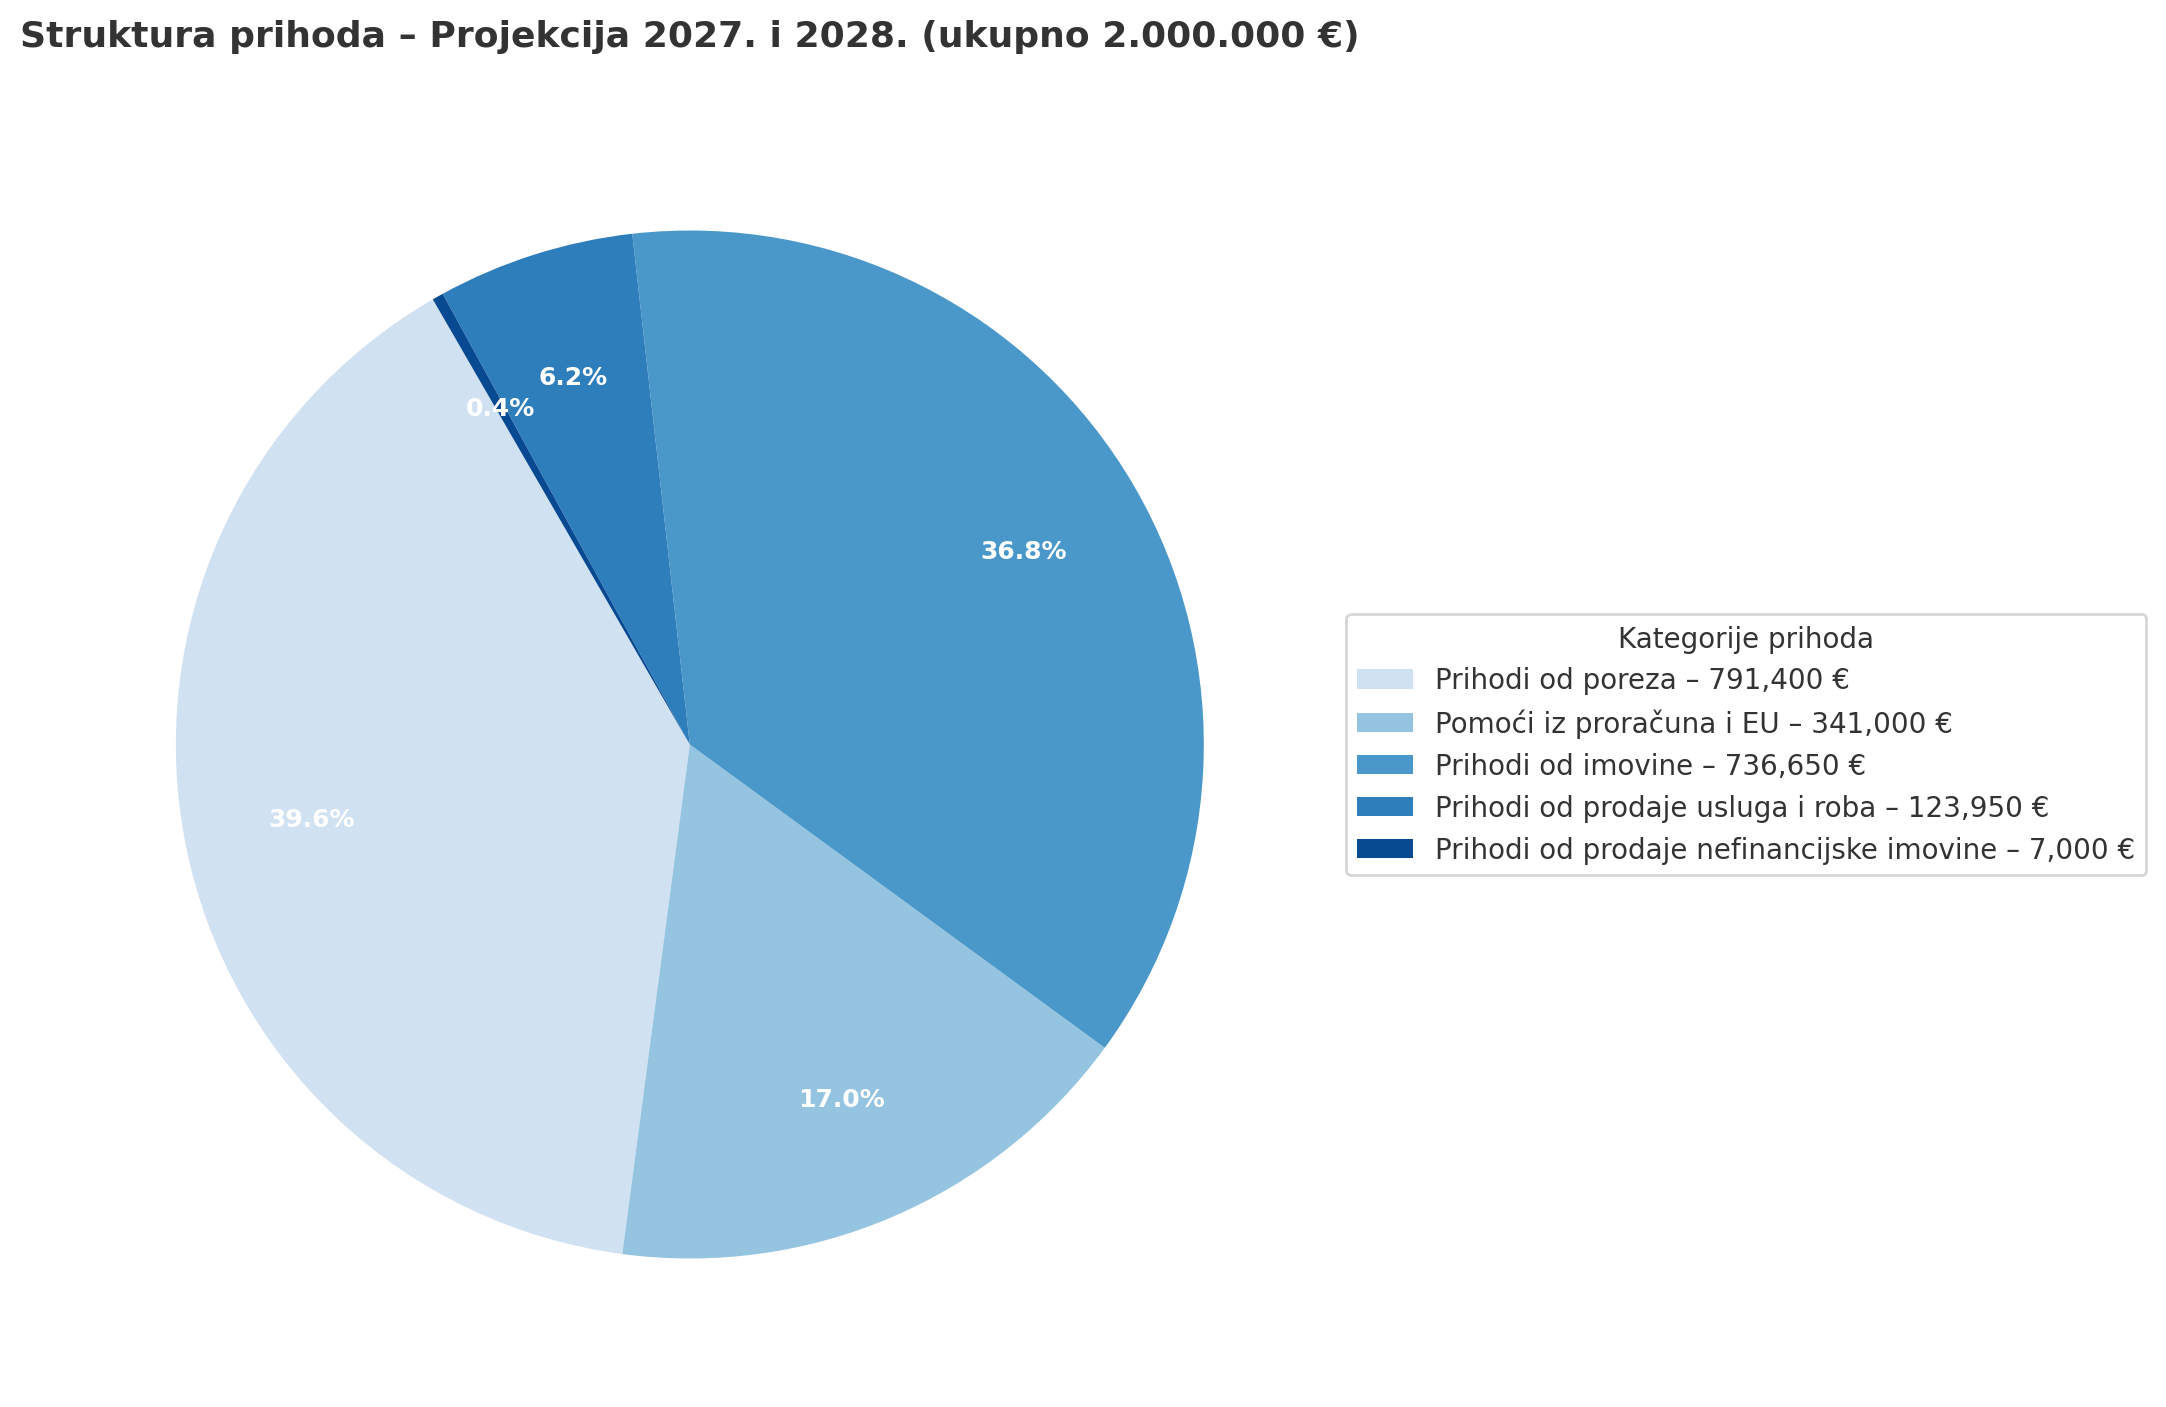 Struktura prihoda – Projekcija 2027. i 2028. (ukupno 2.000.000 €)
6.2%
0.4%
36.8%
39.6%
17.0%
Kategorije prihoda
Prihodi od poreza – 791,400 €
Pomoći iz proračuna i EU – 341,000 €
Prihodi od imovine – 736,650 €
Prihodi od prodaje usluga i roba – 123,950 €
Prihodi od prodaje nefinancijske imovine – 7,000 €